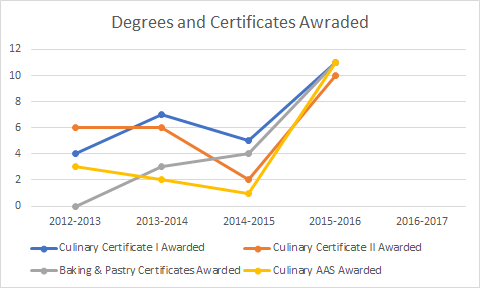 Degrees and Certificates Awraded
12
10
8
6
4
2
0
2012-2013 2013-2014 2014-2015 2015-2016 2016-2017
Culinary Certificate I Awarded Culinary Certificate II Awarded
Baking & Pastry Certificates Awarded Culinary AAS Awarded